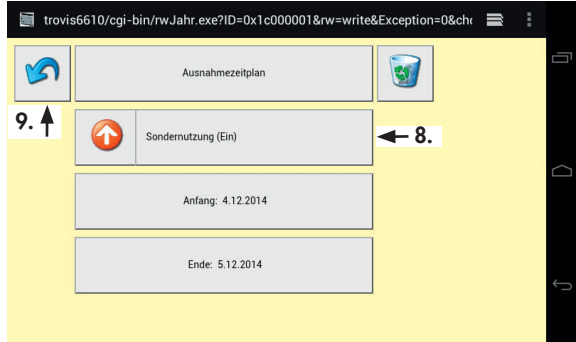 trovis6610/cgi-bin/rwJahr.exe?ID=0x1c000001&rw=write&Exception=0&cho
Ausnahmezeitplan
9.
Sondernutzung (Ein)
8.
Anfang: 4.12.2014
Ende: 5.12.2014